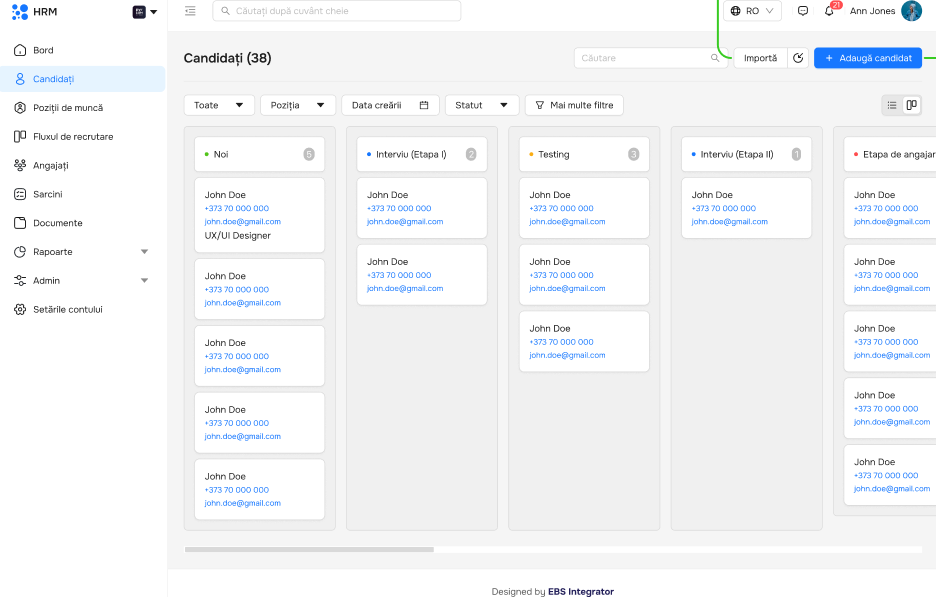 HRM
Căutați după cuvânt cheie
RO
21
Ann Jones
Bord
Candidați
Poziții de muncă
Fluxul de recrutare
Angajați
Sarcini
Documente
Rapoarte
Admin
Setările contului
Candidați (38)
Căutare
Importă
+ Adaugă candidat
Toate
Poziția
Data creării
Statut
Mai multe filtre
Noi
5
John Doe
+373 70 000 000
john.doe@gmail.com
UX/UI Designer
John Doe
+373 70 000 000
john.doe@gmail.com
John Doe
+373 70 000 000
john.doe@gmail.com
John Doe
+373 70 000 000
john.doe@gmail.com
John Doe
+373 70 000 000
john.doe@gmail.com
Interviu (Etapa I)
2
John Doe
+373 70 000 000
john.doe@gmail.com
John Doe
+373 70 000 000
john.doe@gmail.com
Testing
3
John Doe
+373 70 000 000
john.doe@gmail.com
John Doe
+373 70 000 000
john.doe@gmail.com
John Doe
+373 70 000 000
john.doe@gmail.com
Interviu (Etapa II)
1
John Doe
+373 70 000 000
john.doe@gmail.com
Etapa de angajar
John Doe
+373 70 000 000
john.doe@gmail.com
John Doe
+373 70 000 000
john.doe@gmail.com
John Doe
+373 70 000 000
john.doe@gmail.com
John Doe
+373 70 000 000
john.doe@gmail.com
John Doe
+373 70 000 000
john.doe@gmail.com
Designed by EBS Integrator